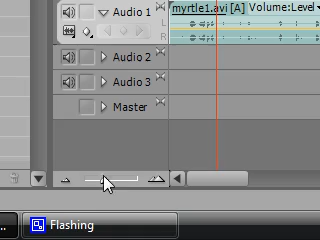 Audio 1
myrtle1.avi [A] Volume:Level
L
R
Audio 2
Audio 3
Master
...
Flashing